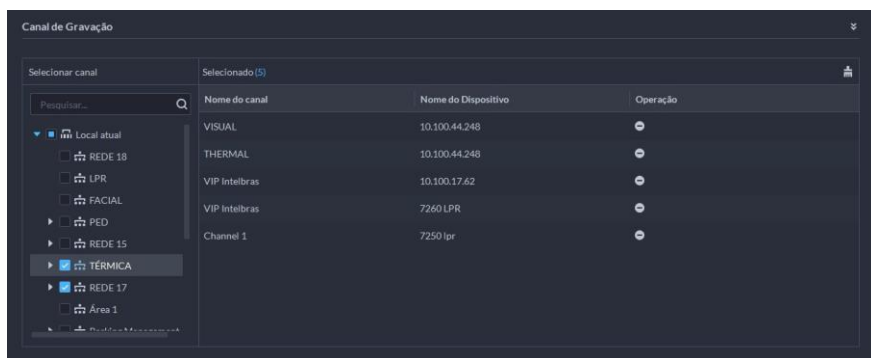 Canal de Gravação
Selecionar canal
Pesquisar...
Local atual
REDE 18
LPR
FACIAL
PED
REDE 15
TÉRMICA
REDE 17
Área 1
Parking Management
Selecionado (5)
Nome do canal Nome do Dispositivo Operação
VISUAL 10.100.44.248
THERMAL 10.100.44.248
VIP Intelbras 10.100.17.62
VIP Intelbras 7260 LPR
Channel 1 7250 lpr